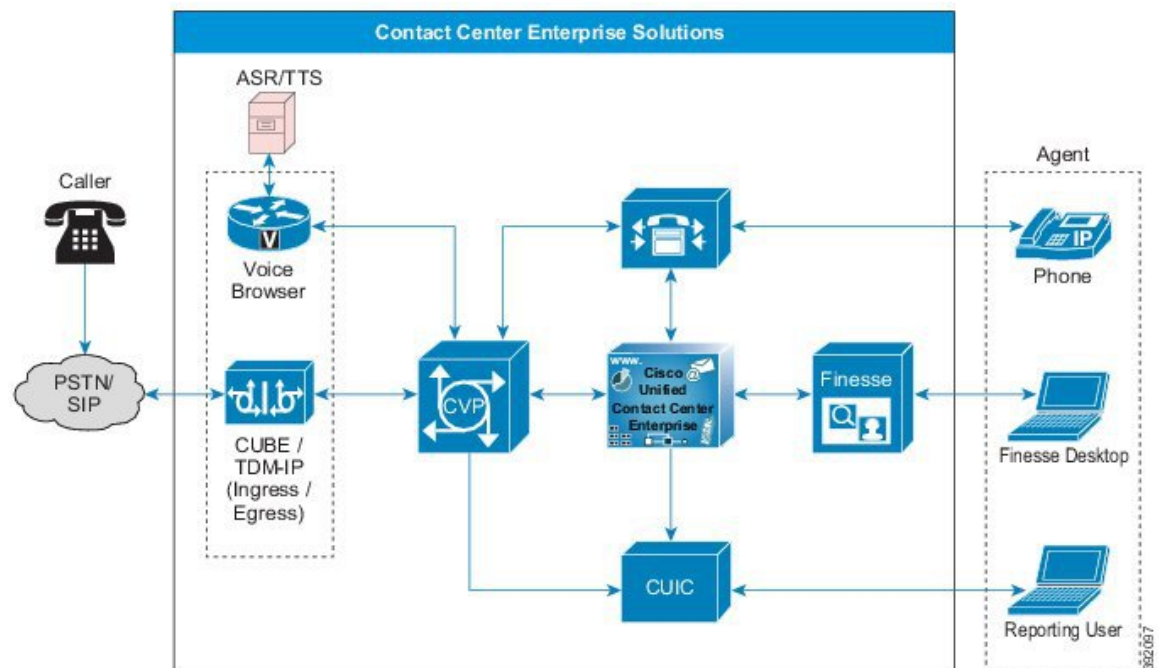 Contact Center Enterprise Solutions
ASR/TTS
Caller
V
Voice
Browser
PSTN/
SIP
CUBE /
TDM-IP
(Ingress /
Egress)
CVP
www.
@
Cisco
Unified
Contact Center
Enterprise
Finesse
CUIC
Agent
IP
Phone
Finesse Desktop
Reporting User